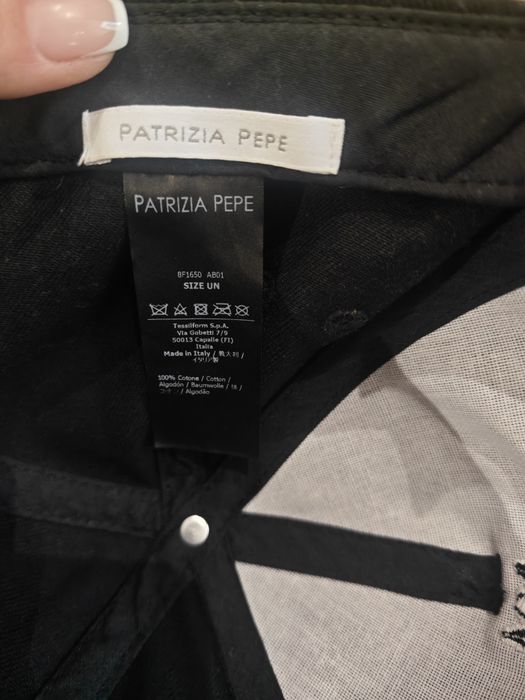 PATRIZIA PEPE
PATRIZIA PEPE
8F1650 AB01
SIZE UN
Tessilform S.p.A.
Via Gobetti 7/9
50013 Capalle (FI)
Italia
Made in Italy / 義大利 /
イタリア製
100% Cotone / Cotton /
Algodón / Baumwolle / 棉 /
コットン / Algodão